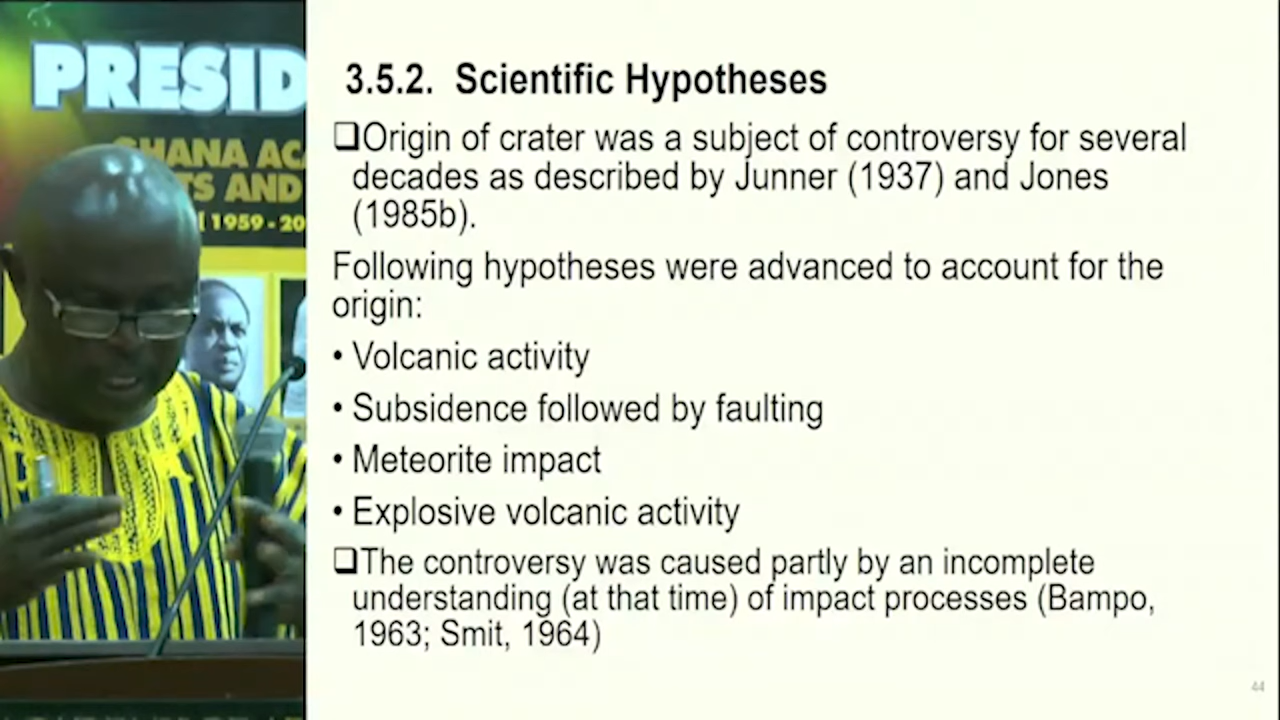 PRESID
GHANA AC
TS AND
1959 - 20
3.5.2. Scientific Hypotheses
❑Origin of crater was a subject of controversy for several
decades as described by Junner (1937) and Jones
(1985b).
Following hypotheses were advanced to account for the
origin:
• Volcanic activity
• Subsidence followed by faulting
• Meteorite impact
• Explosive volcanic activity
❑The controversy was caused partly by an incomplete
understanding (at that time) of impact processes (Bampo,
1963; Smit, 1964)
44